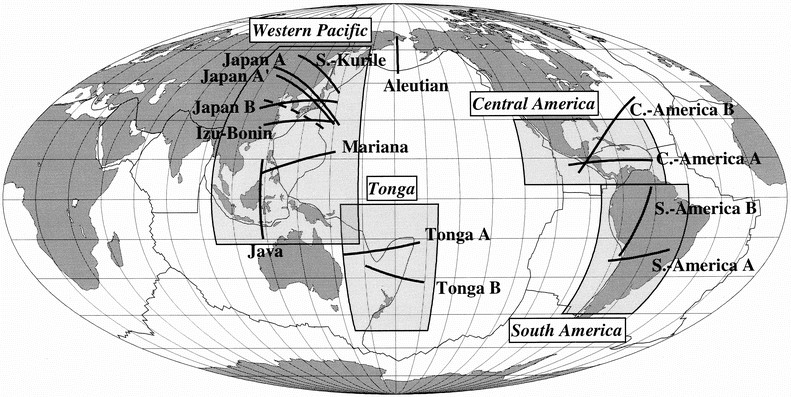 Western Pacific
Japan A
S.-Kurile
Japan A'
Aleutian
Japan B
Central America
C.-America B
Izu-Bonin
Mariana
C.-America A
Tonga
S.-America B
Java
Tonga A
S.-America A
Tonga B
South America